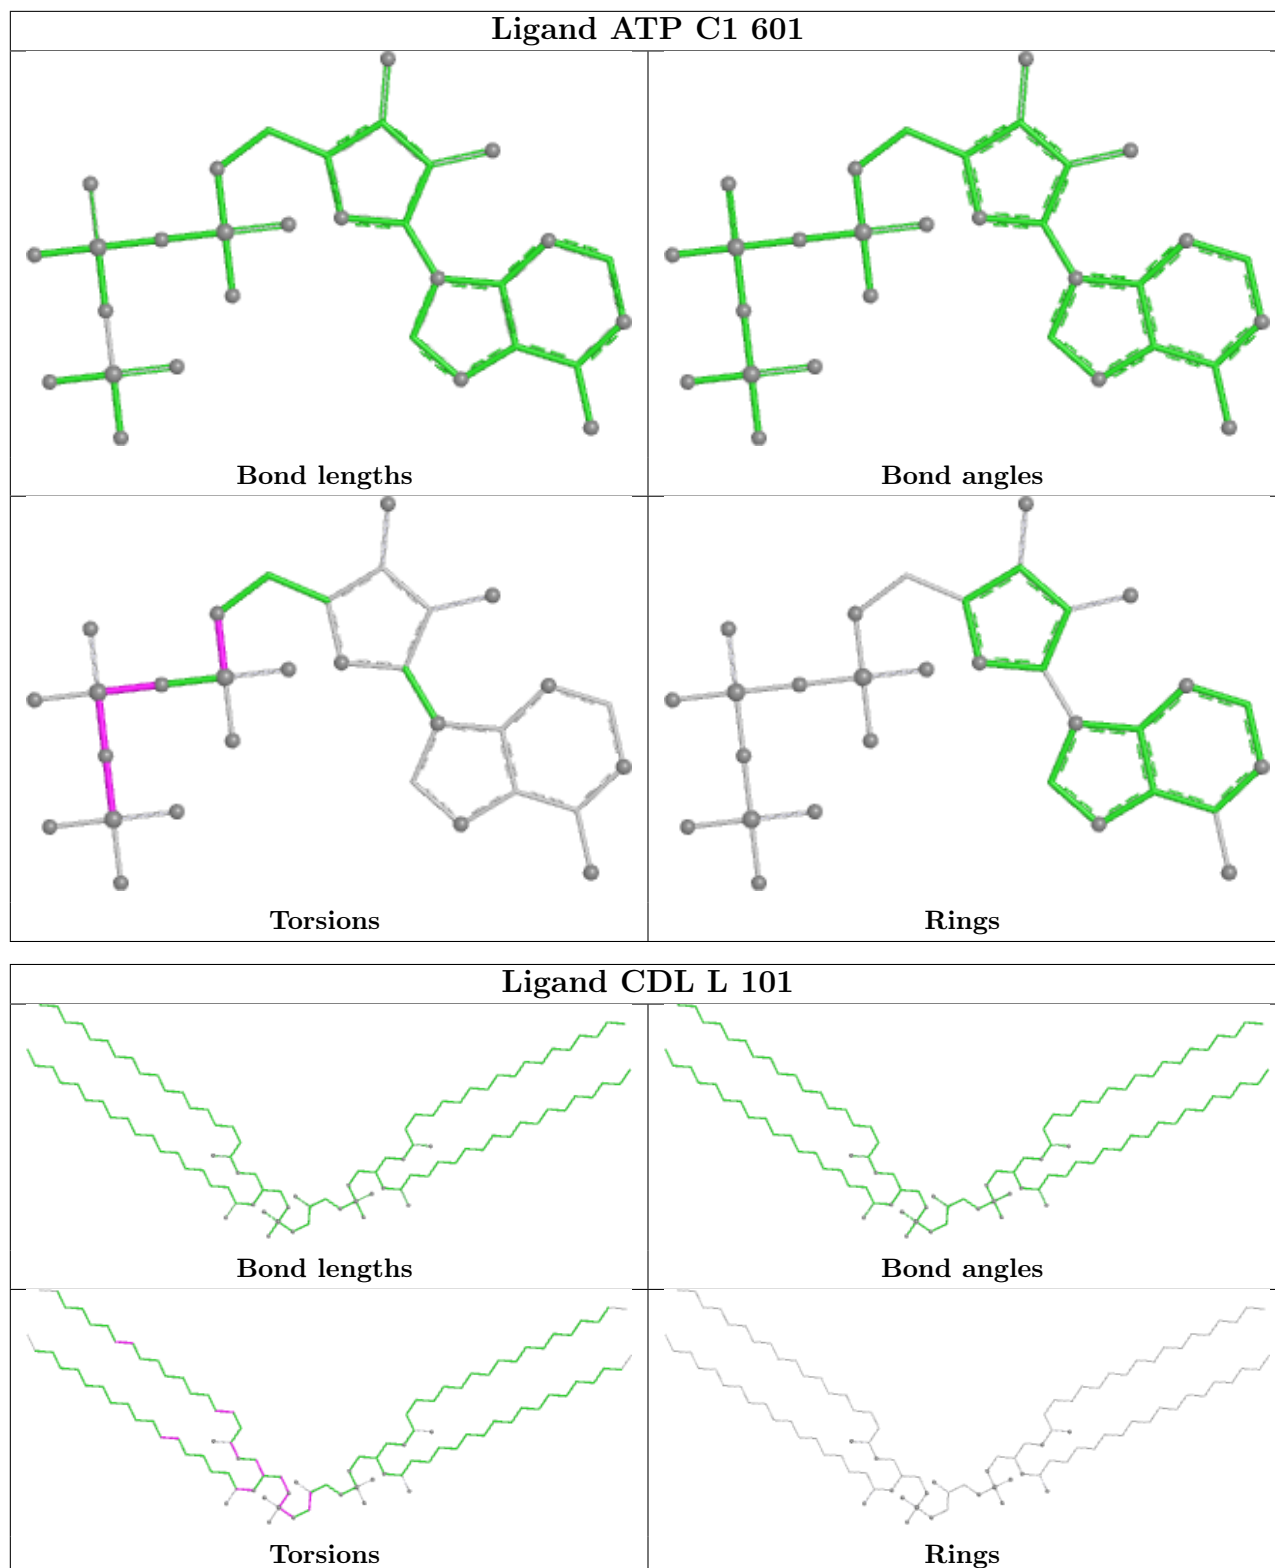 Ligand ATP C1 601
Bond lengths
Bond angles
Torsions
Rings
Ligand CDL L 101
Bond lengths
Bond angles
Torsions
Rings